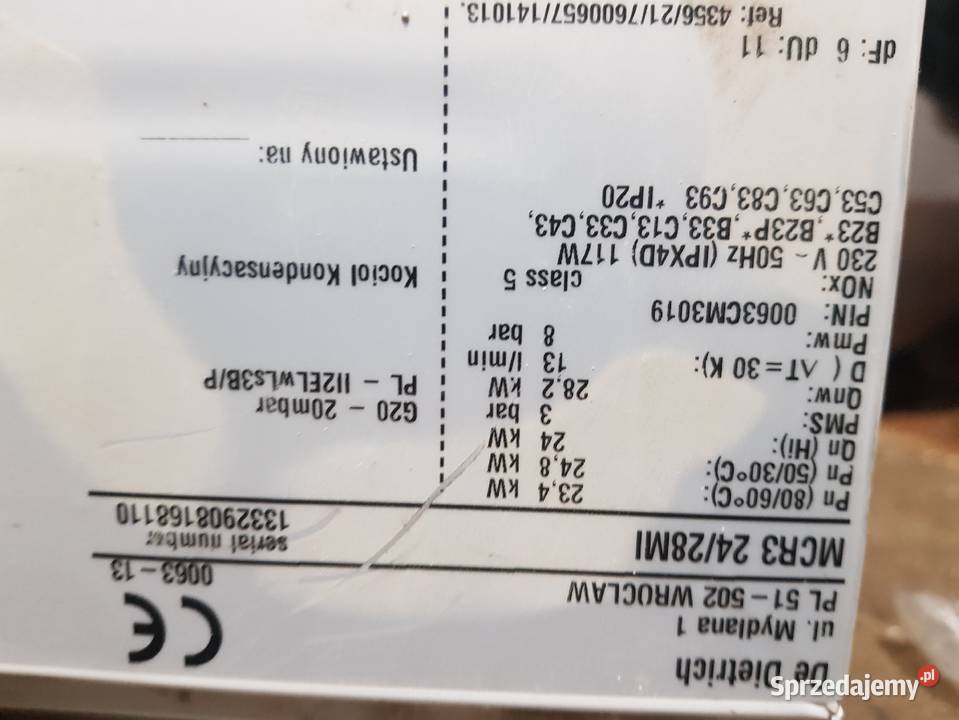 De Dietrich
ul. Mydlana 1
PL 51-502 WROCLAW
CE
0063-13
MCR3 24/28MI
serial number
1332908168110
Pn (80/60°C): 23,4 kW
Pn (50/30°C): 24,8 kW
Qn (Hi): 24 kW
PMS: 3 bar
Qnw: 28,2 kW
D ( ΔT=30 K): 13 l/min
Pmw: 8 bar
PIN: 0063CM3019
NOx: class 5
230 V ~ 50Hz (IPX4D) 117W
B23*,B23P*,B33,C13,C33,C43,
C53,C63,C83,C93 *IP20
G20 - 20mbar
PL - II2ELwLs3B/P
Kociol Kondensacyjny
Ustawiony na:
dF: 6 dU: 11
Ref: 4356/21/7600657/141013.
Sprzedajemy.pl